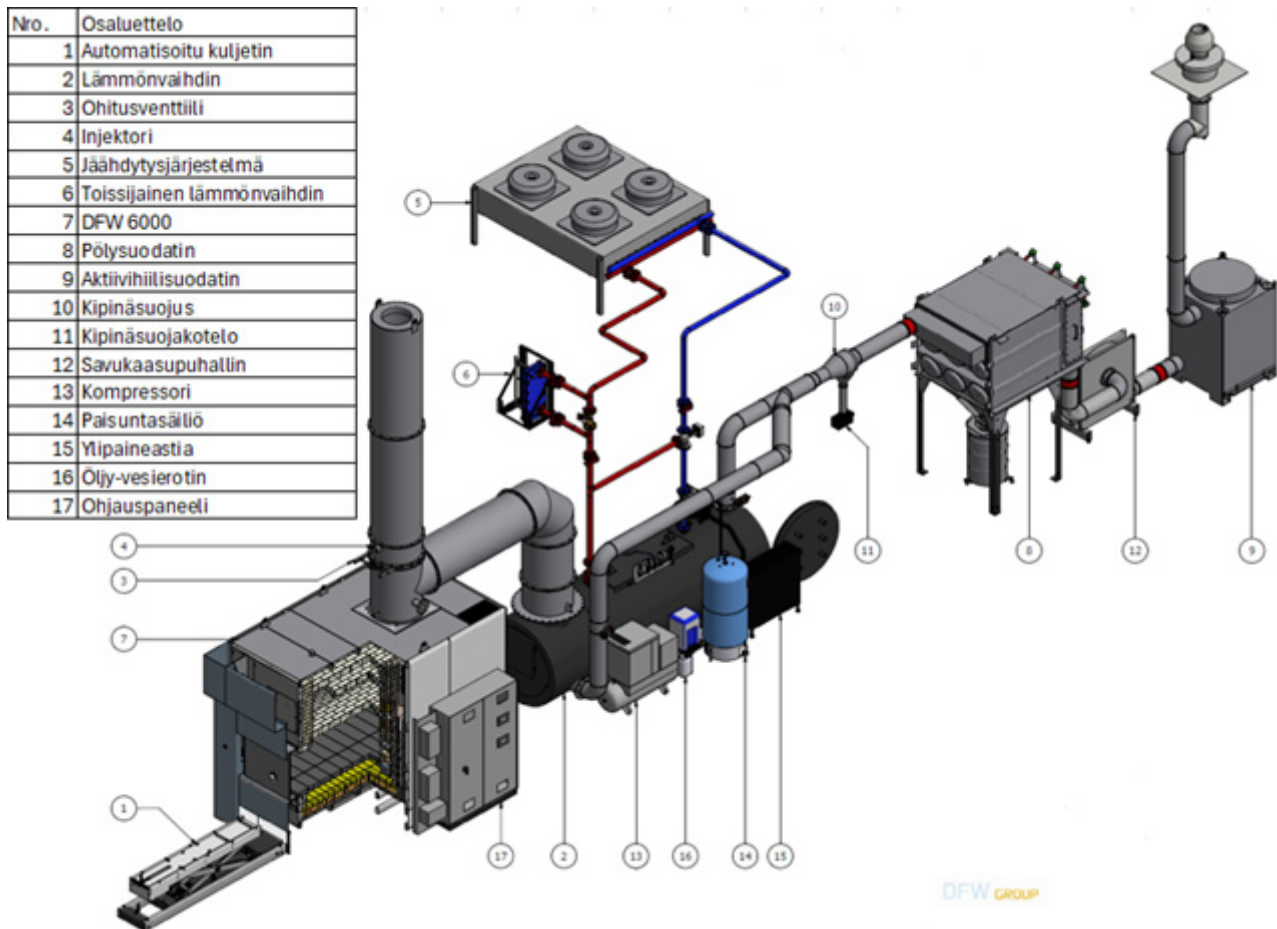 Nro. Osaluettelo
1 Automatisoitu kuljetin
2 Lämmönvaihdin
3 Ohitusventtiili
4 Injektori
5 Jäähdytysjärjestelmä
6 Toissijainen lämmönvaihdin
7 DFW 6000
8 Pölysuodatin
9 Aktiivihiilisuodatin
10 Kipinäsuojus
11 Kipinäsuojakotelo
12 Savukaasupuhallin
13 Kompressori
14 Paisuntasäiliö
15 Ylipaineastia
16 Öljy-vesierotin
17 Ohjauspaneeli
5
10
6
4
3
11
8
12
9
7
1
17
2
13
16
14
15
DFW GROUP